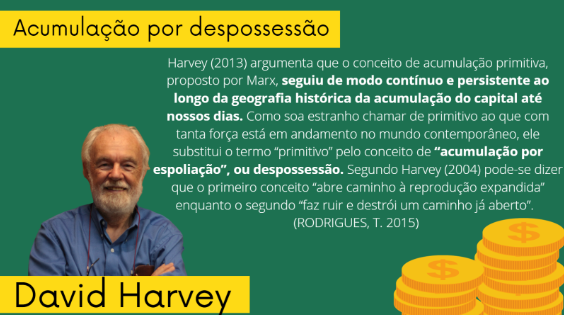 Acumulação por despossessão
Harvey (2013) argumenta que o conceito de acumulação primitiva,
proposto por Marx, seguiu de modo contínuo e persistente ao
longo da geografia histórica da acumulação do capital até
nossos dias. Como soa estranho chamar de primitivo ao que com
tanta força está em andamento no mundo contemporâneo, ele
substitui o termo “primitivo” pelo conceito de “acumulação por
espoliação”, ou despossessão. Segundo Harvey (2004) pode-se dizer
que o primeiro conceito “abre caminho à reprodução expandida”
enquanto o segundo “faz ruir e destrói um caminho já aberto”.
(RODRIGUES, T. 2015)
David Harvey
$
$